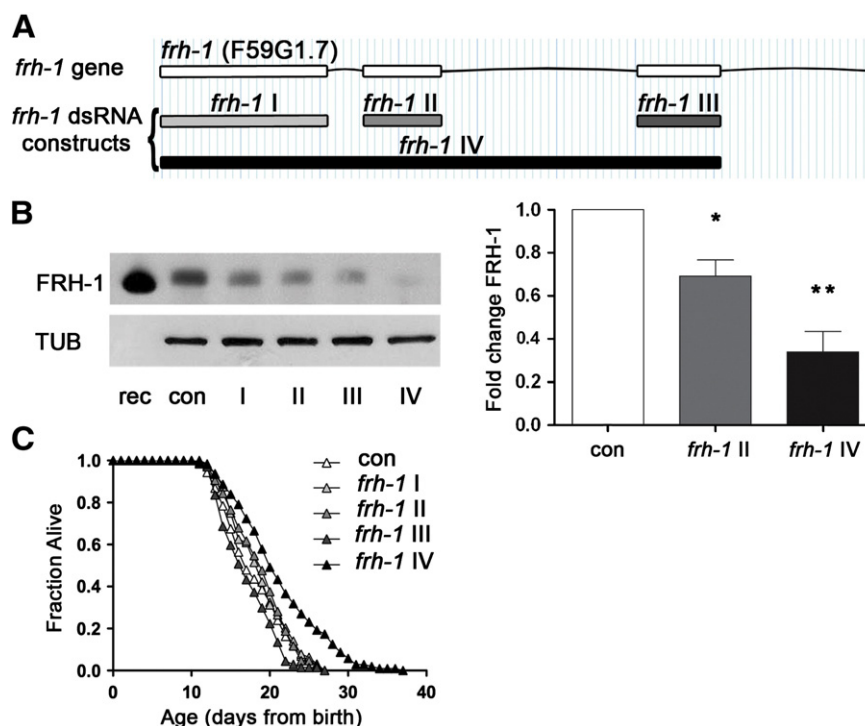 A
frh-1 (F59G1.7)
frh-1 gene
frh-1 I
frh-1 II
frh-1 III
frh-1 dsRNA
constructs
frh-1 IV
B
FRH-1
TUB
rec con I II III IV
Fold change FRH-1
1.0
0.8
0.6
0.4
0.2
0.0
*
**
con frh-1 II frh-1 IV
C
Fraction Alive
1.0
0.8
0.6
0.4
0.2
0.0
0 10 20 30 40
Age (days from birth)
con
frh-1 I
frh-1 II
frh-1 III
frh-1 IV